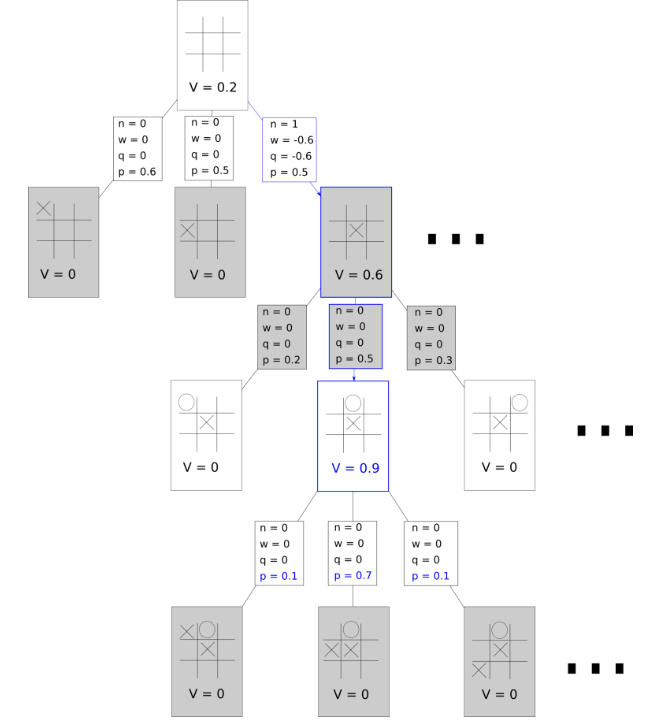 V = 0.2
n = 0
w = 0
q = 0
p = 0.6
n = 0
w = 0
q = 0
p = 0.5
n = 1
w = -0.6
q = -0.6
p = 0.5
V = 0
V = 0
V = 0.6
n = 0
w = 0
q = 0
p = 0.2
n = 0
w = 0
q = 0
p = 0.5
n = 0
w = 0
q = 0
p = 0.3
V = 0
V = 0.9
V = 0
n = 0
w = 0
q = 0
p = 0.1
n = 0
w = 0
q = 0
p = 0.7
n = 0
w = 0
q = 0
p = 0.1
V = 0
V = 0
V = 0